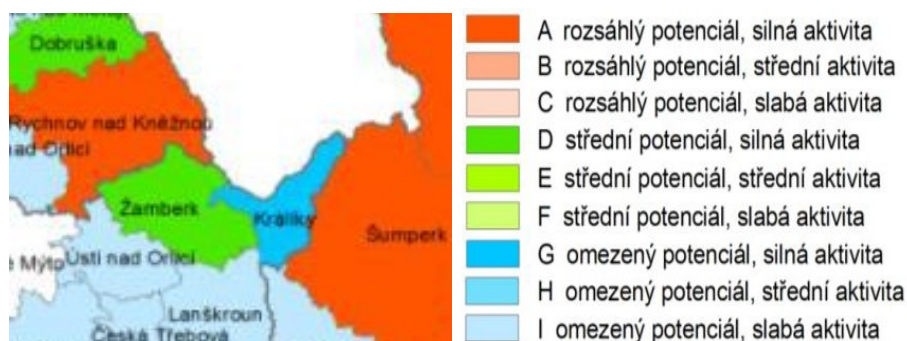 Dobruška
Rychnov nad Kněžnou
nad Orlicí
Žamberk
Králíky
Šumperk
Mýto
Ústí nad Orlicí
Lanškroun
Česká Třebová
A rozsáhlý potenciál, silná aktivita
B rozsáhlý potenciál, střední aktivita
C rozsáhlý potenciál, slabá aktivita
D střední potenciál, silná aktivita
E střední potenciál, střední aktivita
F střední potenciál, slabá aktivita
G omezený potenciál, silná aktivita
H omezený potenciál, střední aktivita
I omezený potenciál, slabá aktivita